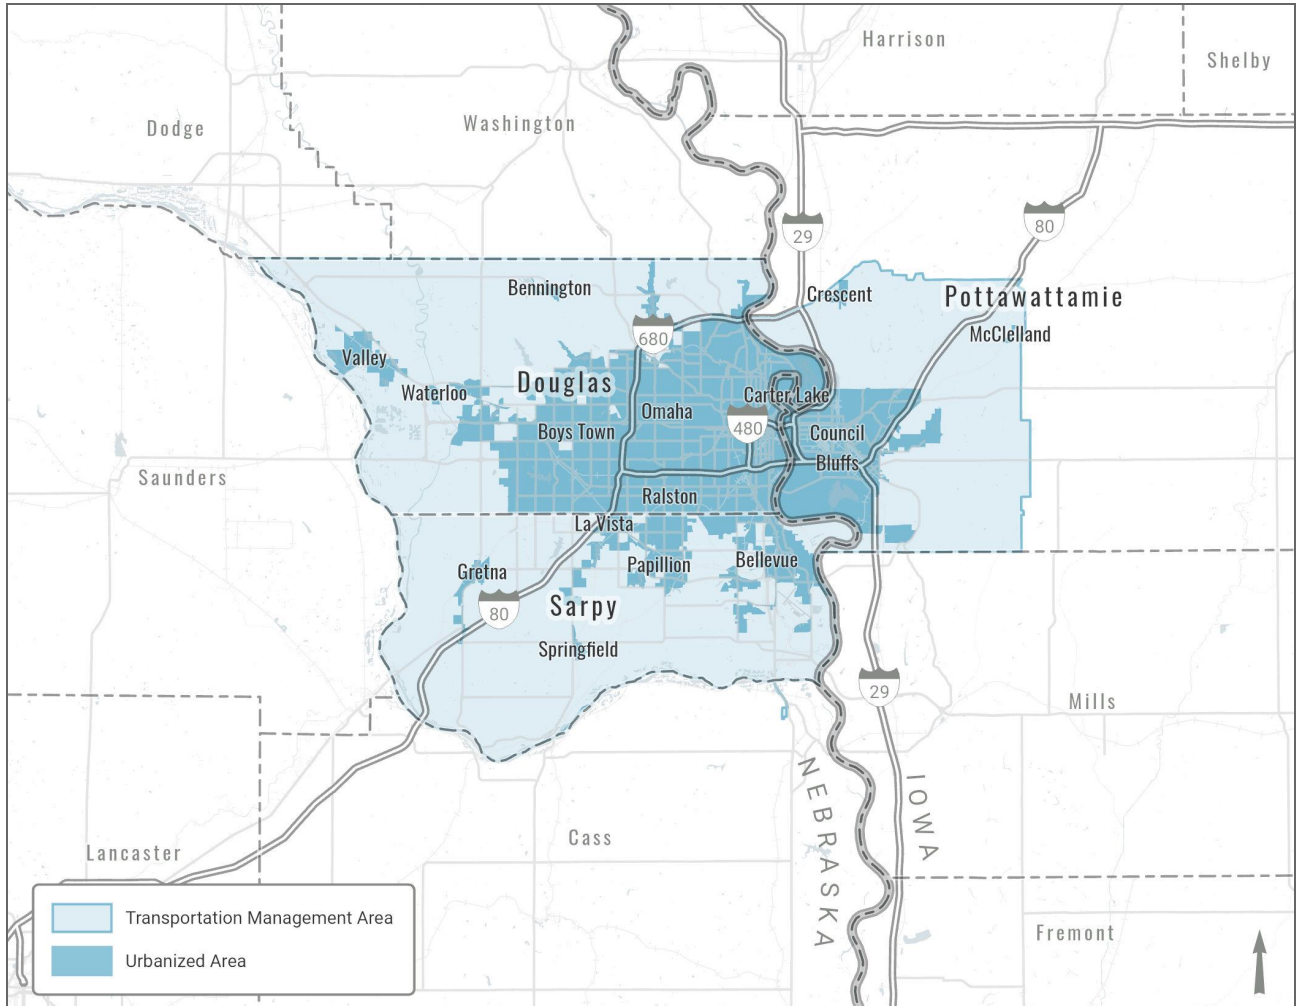 Harrison
Shelby
Dodge
Washington
29
80
Bennington
Crescent
Pottawattamie
680
McClelland
Valley
Douglas
Waterloo
Carter Lake
Omaha
480
Boys Town
Council
Bluffs
Saunders
Ralston
La Vista
Gretna
Papillion
Bellevue
80
Sarpy
Springfield
29
Mills
NEBRASKA
IOWA
Cass
Lancaster
Transportation Management Area
Urbanized Area
Fremont